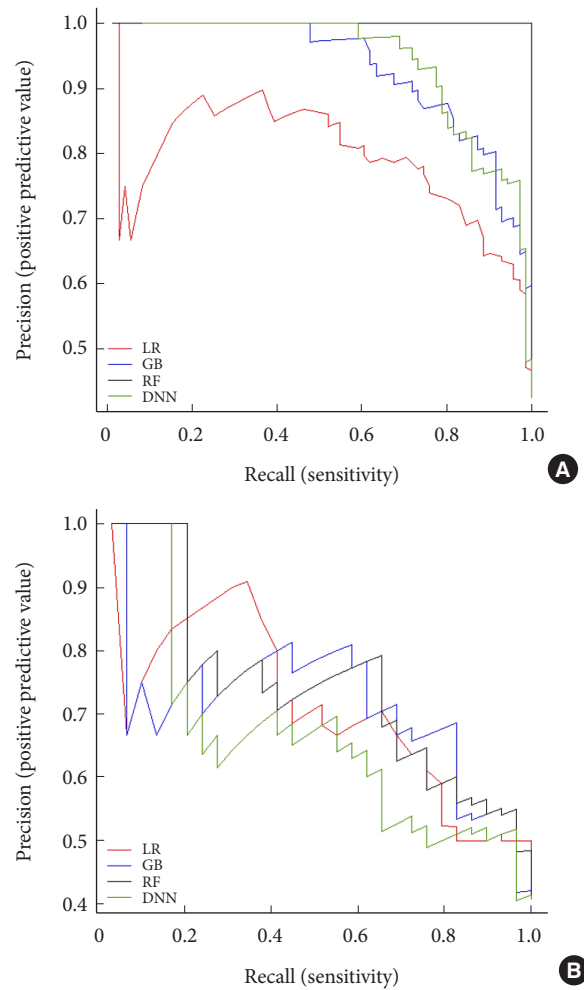 1.0
0.9
0.8
0.7
0.6
0.5
Precision (positive predictive value)
LR
GB
RF
DNN
0 0.2 0.4 0.6 0.8 1.0
Recall (sensitivity)
A
1.0
0.9
0.8
0.7
0.6
0.5
0.4
Precision (positive predictive value)
LR
GB
RF
DNN
0 0.2 0.4 0.6 0.8 1.0
Recall (sensitivity)
B